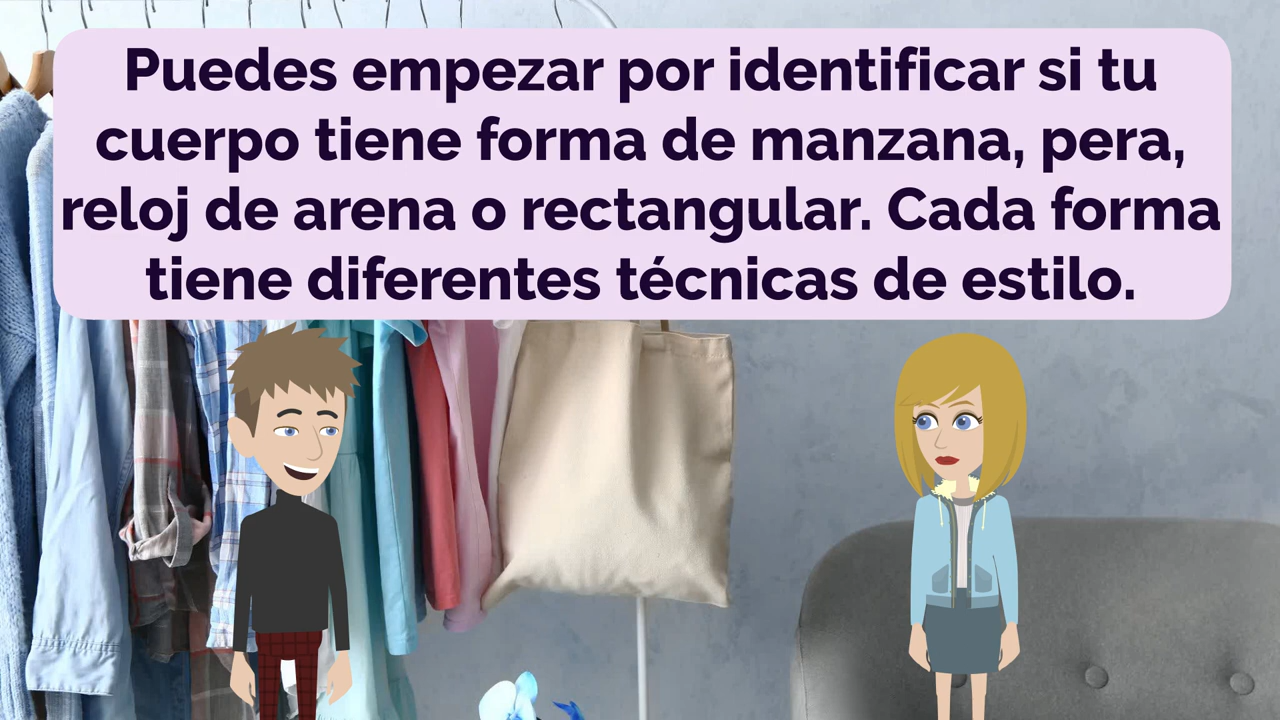 Puedes empezar por identificar si tu
cuerpo tiene forma de manzana, pera,
reloj de arena o rectangular. Cada forma
tiene diferentes técnicas de estilo.